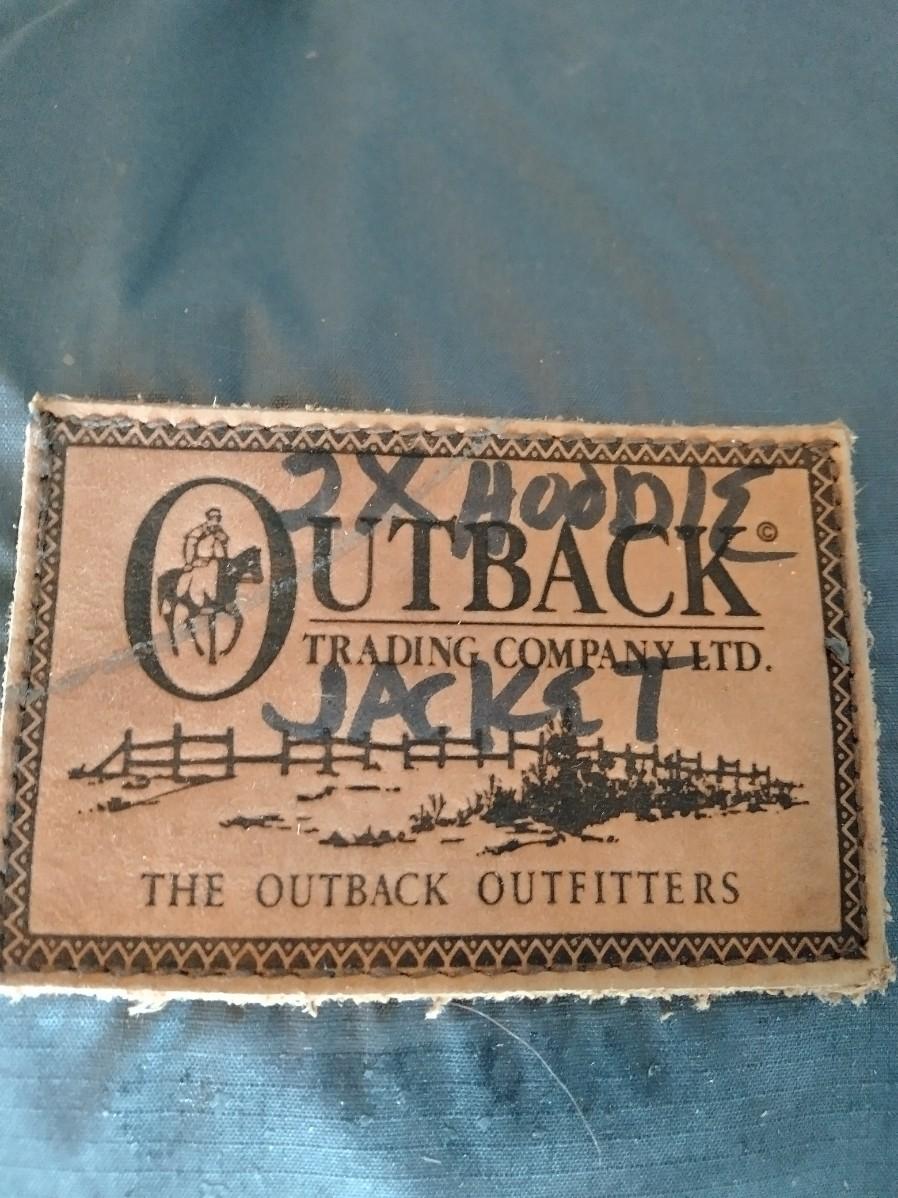 2X HOODIE
OUTBACK©
TRADING COMPANY LTD.
JACKET
THE OUTBACK OUTFITTERS